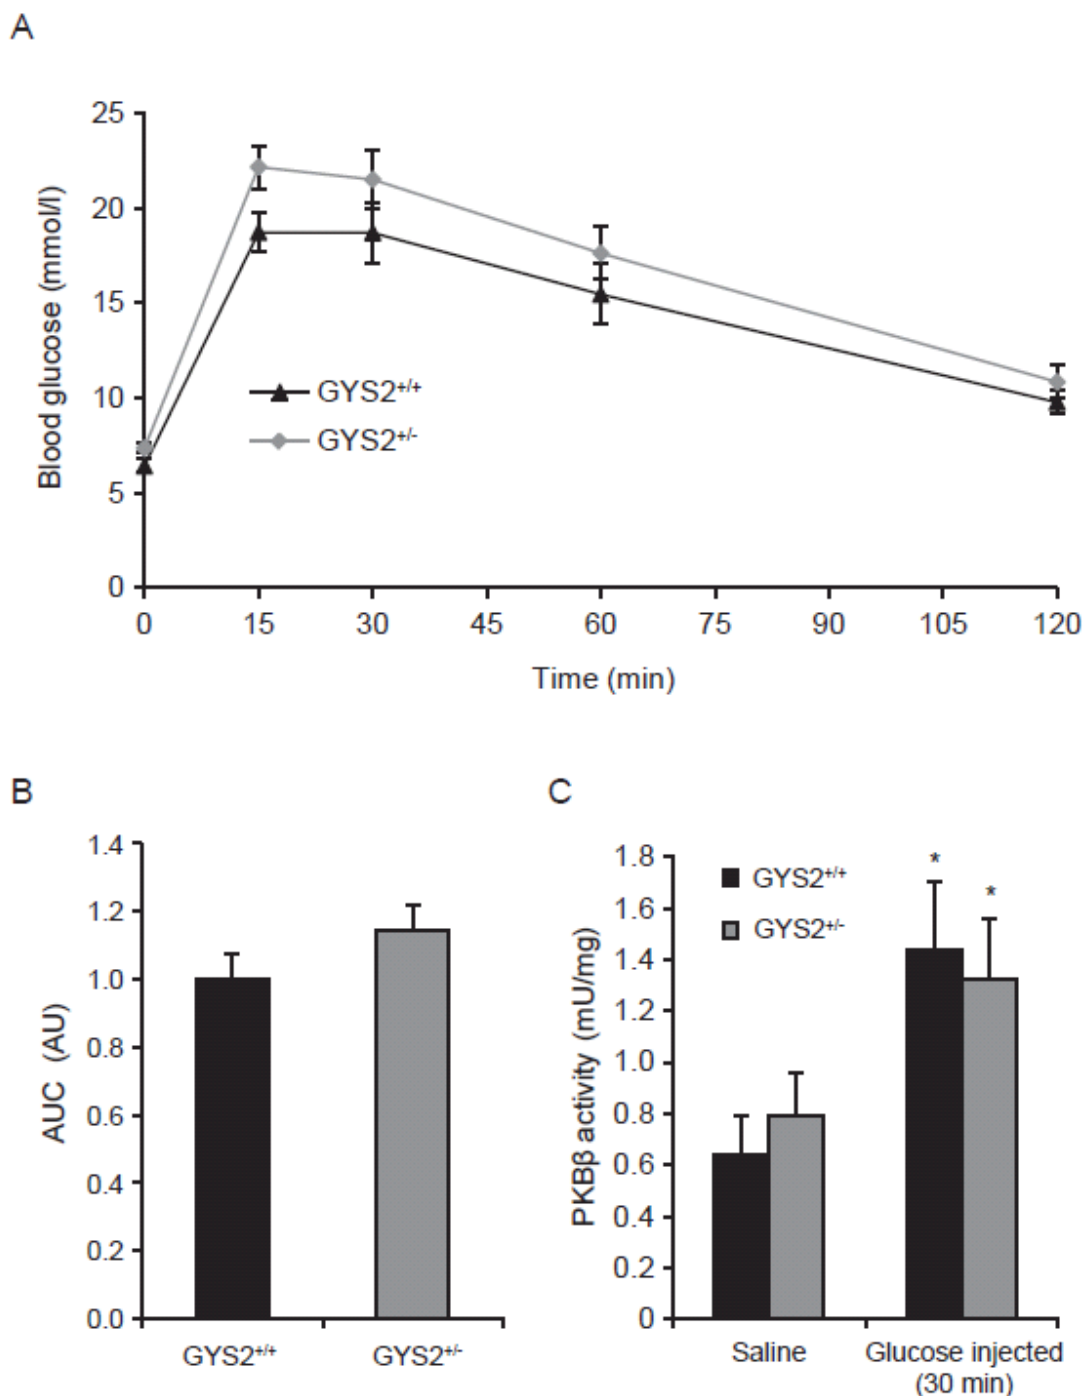 A
25
20
15
10
5
0
Blood glucose (mmol/l)
GYS2+/+
GYS2+/-
0 15 30 45 60 75 90 105 120
Time (min)
B
1.4
1.2
1.0
0.8
0.6
0.4
0.2
0.0
AUC (AU)
GYS2+/+ GYS2+/-
C
1.8
1.6
1.4
1.2
1.0
0.8
0.6
0.4
0.2
0
PKBβ activity (mU/mg)
GYS2+/+
GYS2+/-
* *
Saline Glucose injected
(30 min)